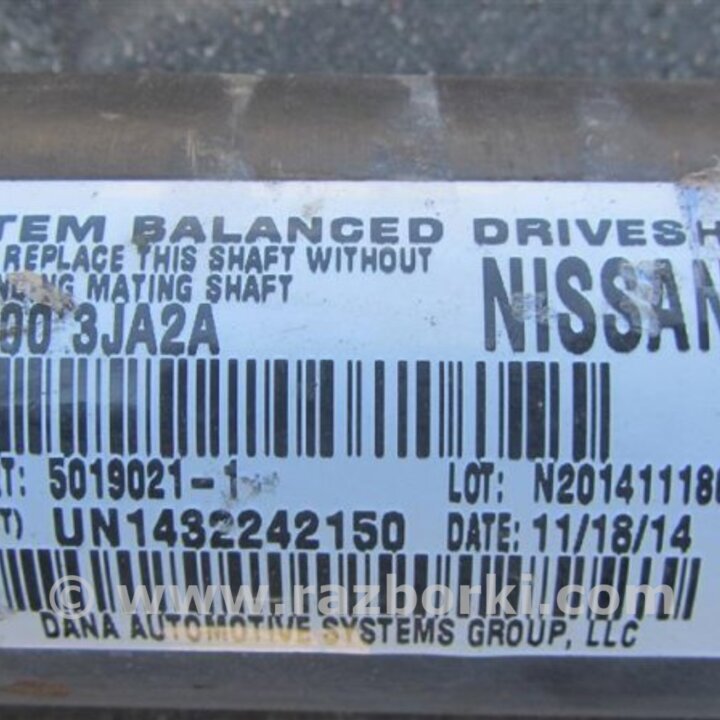 TEM BALANCED DRIVESH
REPLACE THIS SHAFT WITHOUT
NG MATING SHAFT
00 3JA2A NISSAN
T: 5019021-1 LOT: N20141118
T) UN1432242150 DATE: 11/18/14
© www.razborki.com
DANA AUTOMOTIVE SYSTEMS GROUP, LLC